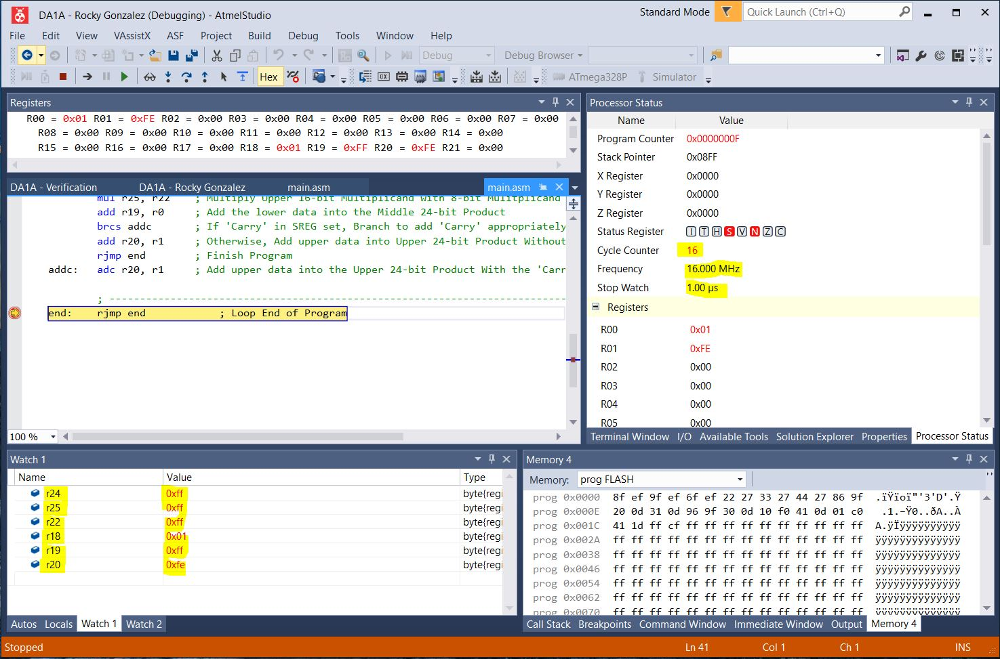 DA1A - Rocky Gonzalez (Debugging) - AtmelStudio
Standard Mode
Quick Launch (Ctrl+Q)
File Edit View VAssistX ASF Project Build Debug Tools Window Help
Debug
Debug Browser
Hex
ATmega328P
Simulator
Registers
R00 = 0x01 R01 = 0xFE R02 = 0x00 R03 = 0x00 R04 = 0x00 R05 = 0x00 R06 = 0x00 R07 = 0x00
R08 = 0x00 R09 = 0x00 R10 = 0x00 R11 = 0x00 R12 = 0x00 R13 = 0x00 R14 = 0x00
R15 = 0x00 R16 = 0x00 R17 = 0x00 R18 = 0x01 R19 = 0xFF R20 = 0xFE R21 = 0x00
DA1A - Verification DA1A - Rocky Gonzalez main.asm main.asm
mul r25, r22 ; Multiply Upper 16-bit Multiplicand with 8-bit Mulitplicand
add r19, r0 ; Add the lower data into the Middle 24-bit Product
brcs addc ; If 'Carry' in SREG set, Branch to add 'Carry' appropriately
add r20, r1 ; Otherwise, Add upper data into Upper 24-bit Product Without
rjmp end ; Finish Program
addc: adc r20, r1 ; Add upper data into the Upper 24-bit Product With the 'Carr
; --------------------------------------------------------------------------
end: rjmp end ; Loop End of Program
100 %
Processor Status
Name Value
Program Counter 0x0000000F
Stack Pointer 0x08FF
X Register 0x0000
Y Register 0x0000
Z Register 0x0000
Status Register I T H S V N Z C
Cycle Counter 16
Frequency 16.000 MHz
Stop Watch 1.00 µs
Registers
R00 0x01
R01 0xFE
R02 0x00
R03 0x00
R04 0x00
R05 0x00
Terminal Window I/O Available Tools Solution Explorer Properties Processor Status
Watch 1
Name Value Type
r24 0xff byte{regi
r25 0xff byte{regi
r22 0xff byte{regi
r18 0x01 byte{regi
r19 0xff byte{regi
r20 0xfe byte{regi
Autos Locals Watch 1 Watch 2
Memory 4
Memory: prog FLASH
prog 0x0000 8f ef 9f ef 6f ef 22 27 33 27 44 27 86 9f .ïŸïoï"'3'D'.Ÿ
prog 0x000E 20 0d 31 0d 96 9f 30 0d 10 f0 41 0d 01 c0 .1.–Ÿ0..ðA..À
prog 0x001C 41 1d ff cf ff ff ff ff ff ff ff ff ff ff A.ÿÏÿÿÿÿÿÿÿÿÿÿ
prog 0x002A ff ff ff ff ff ff ff ff ff ff ff ff ff ff ÿÿÿÿÿÿÿÿÿÿÿÿÿÿ
prog 0x0038 ff ff ff ff ff ff ff ff ff ff ff ff ff ff ÿÿÿÿÿÿÿÿÿÿÿÿÿÿ
prog 0x0046 ff ff ff ff ff ff ff ff ff ff ff ff ff ff ÿÿÿÿÿÿÿÿÿÿÿÿÿÿ
prog 0x0054 ff ff ff ff ff ff ff ff ff ff ff ff ff ff ÿÿÿÿÿÿÿÿÿÿÿÿÿÿ
prog 0x0062 ff ff ff ff ff ff ff ff ff ff ff ff ff ff ÿÿÿÿÿÿÿÿÿÿÿÿÿÿ
prog 0x0070 ff ff ff ff ff ff ff ff ff ff ff ff ff ff ÿÿÿÿÿÿÿÿÿÿÿÿÿÿ
Call Stack Breakpoints Command Window Immediate Window Output Memory 4
Stopped Ln 41 Col 1 Ch 1 INS